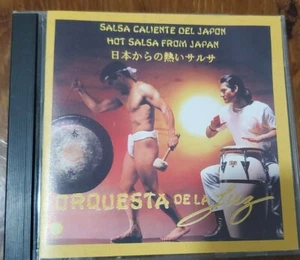 SALSA CALIENTE DEL JAPON
HOT SALSA FROM JAPAN
日本からの熱いサルサ
ORQUESTA DE LA Luz